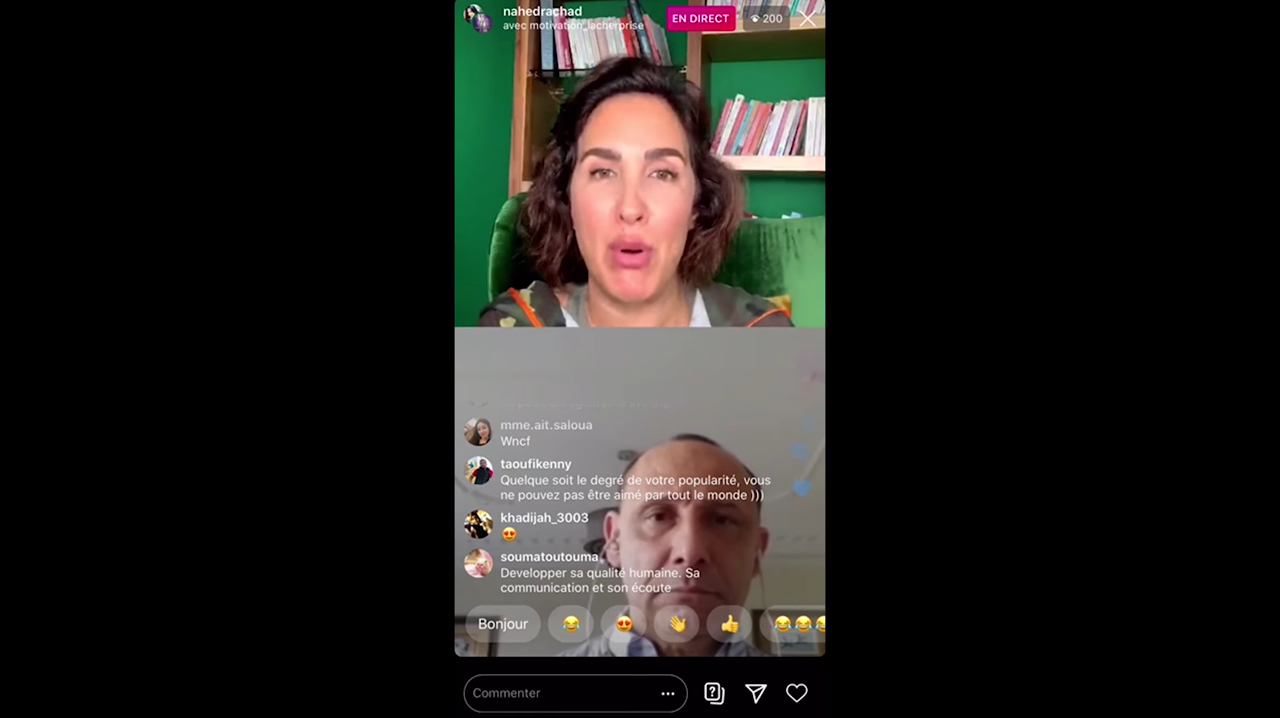 nahedrachad
avec motivation_lacherprise
EN DIRECT
200
mme.ait.saloua
Wncf
taoufikenny
Quelque soit le degré de votre popularité, vous
ne pouvez pas être aimé par tout le monde )))
khadijah_3003
😍
soumatoutouma
Developper sa qualité humaine. Sa
communication et son écoute
Bonjour 😂 😍 👋 👍 😂😂😂
Commenter